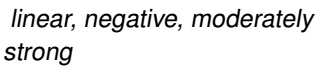 linear, negative, moderately
strong